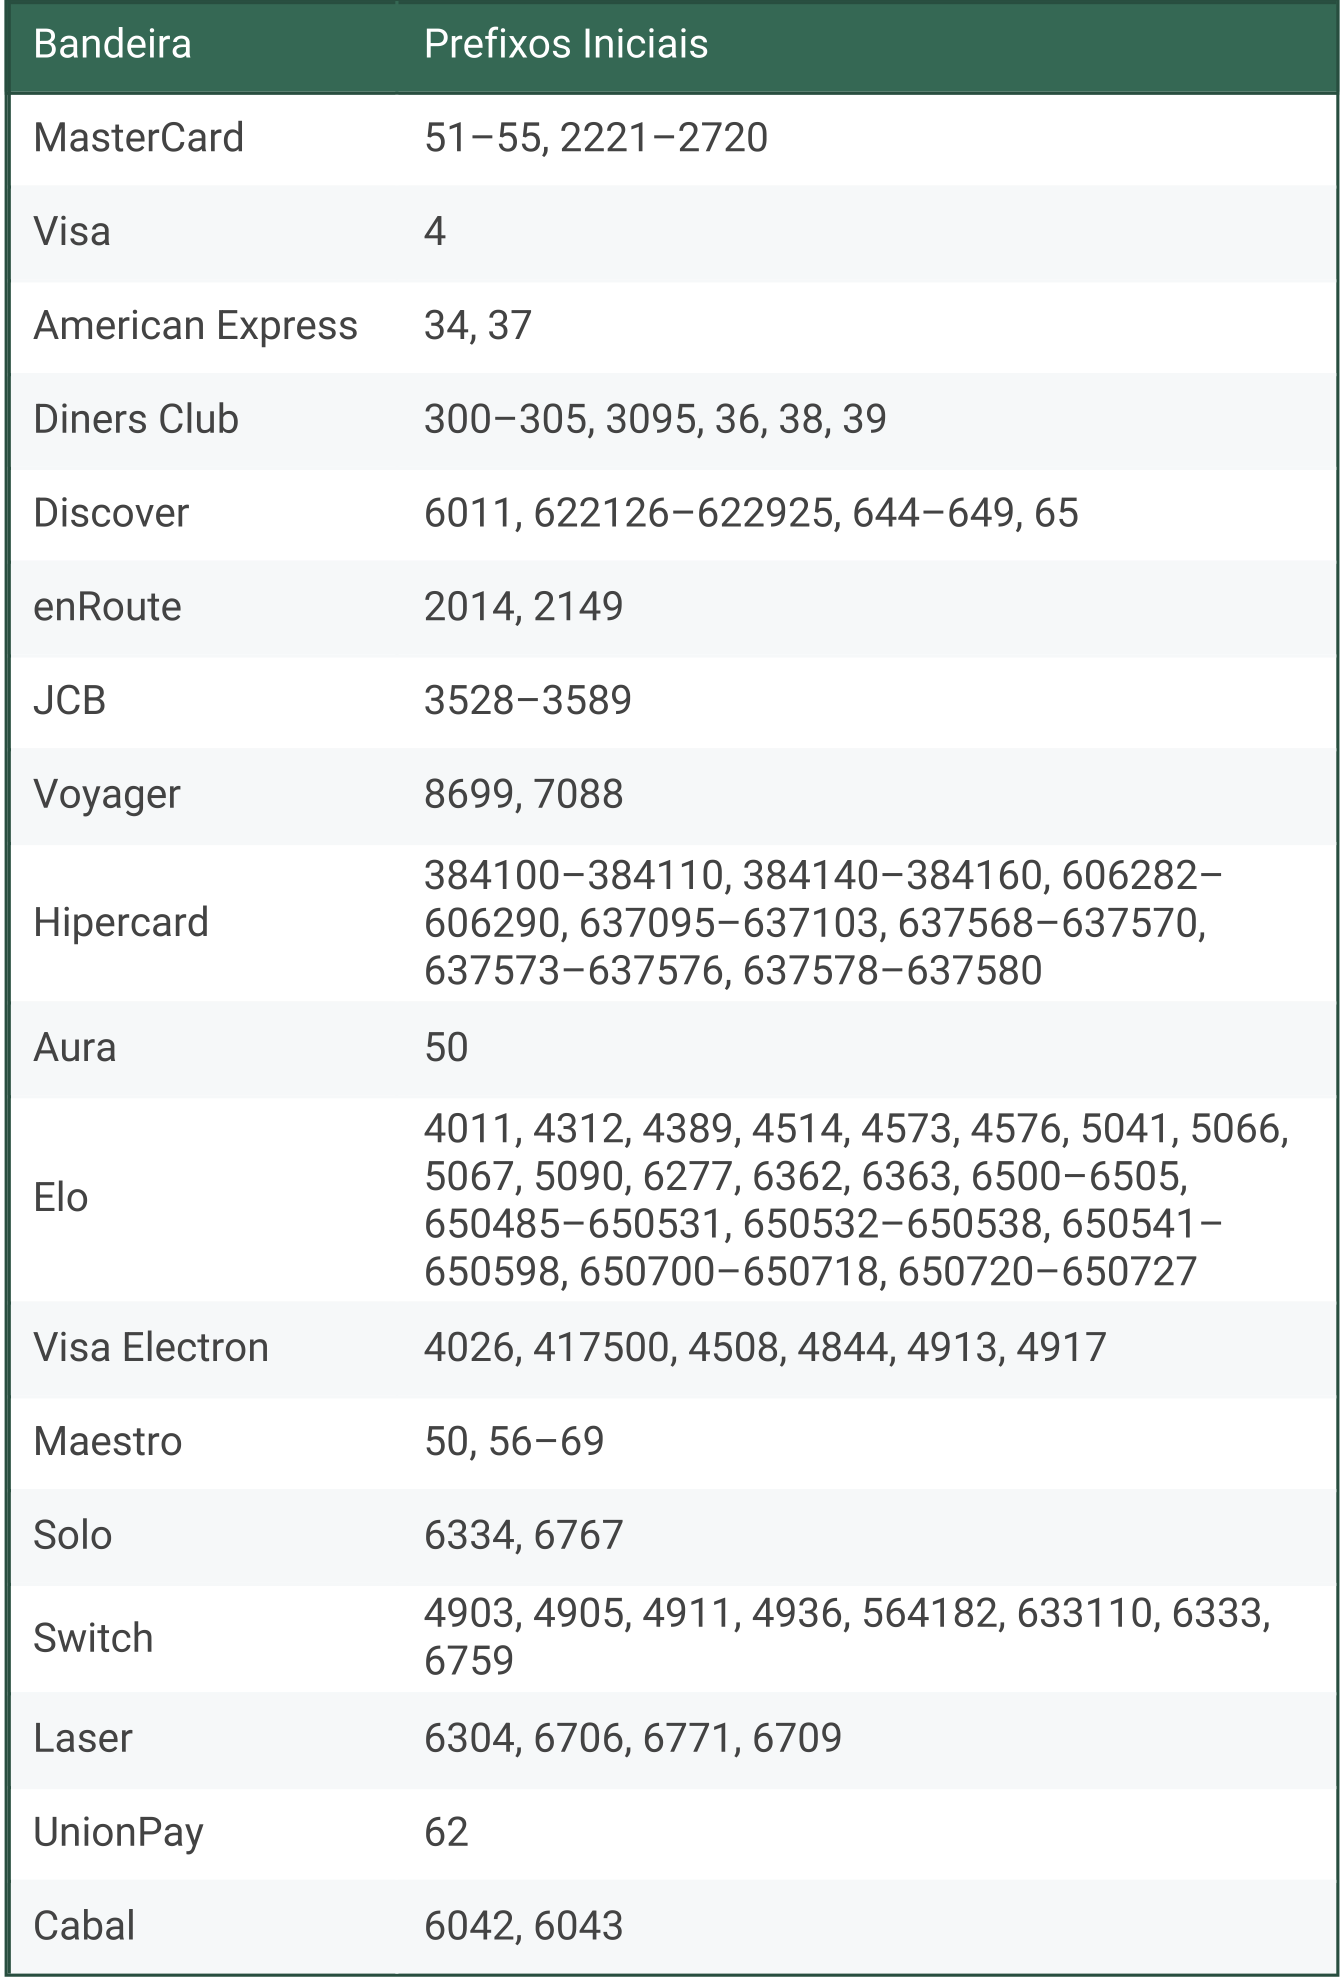 Bandeira Prefixos Iniciais
MasterCard 51–55, 2221–2720
Visa 4
American Express 34, 37
Diners Club 300–305, 3095, 36, 38, 39
Discover 6011, 622126–622925, 644–649, 65
enRoute 2014, 2149
JCB 3528–3589
Voyager 8699, 7088
Hipercard 384100–384110, 384140–384160, 606282–
606290, 637095–637103, 637568–637570,
637573–637576, 637578–637580
Aura 50
Elo 4011, 4312, 4389, 4514, 4573, 4576, 5041, 5066,
5067, 5090, 6277, 6362, 6363, 6500–6505,
650485–650531, 650532–650538, 650541–
650598, 650700–650718, 650720–650727
Visa Electron 4026, 417500, 4508, 4844, 4913, 4917
Maestro 50, 56–69
Solo 6334, 6767
Switch 4903, 4905, 4911, 4936, 564182, 633110, 6333,
6759
Laser 6304, 6706, 6771, 6709
UnionPay 62
Cabal 6042, 6043